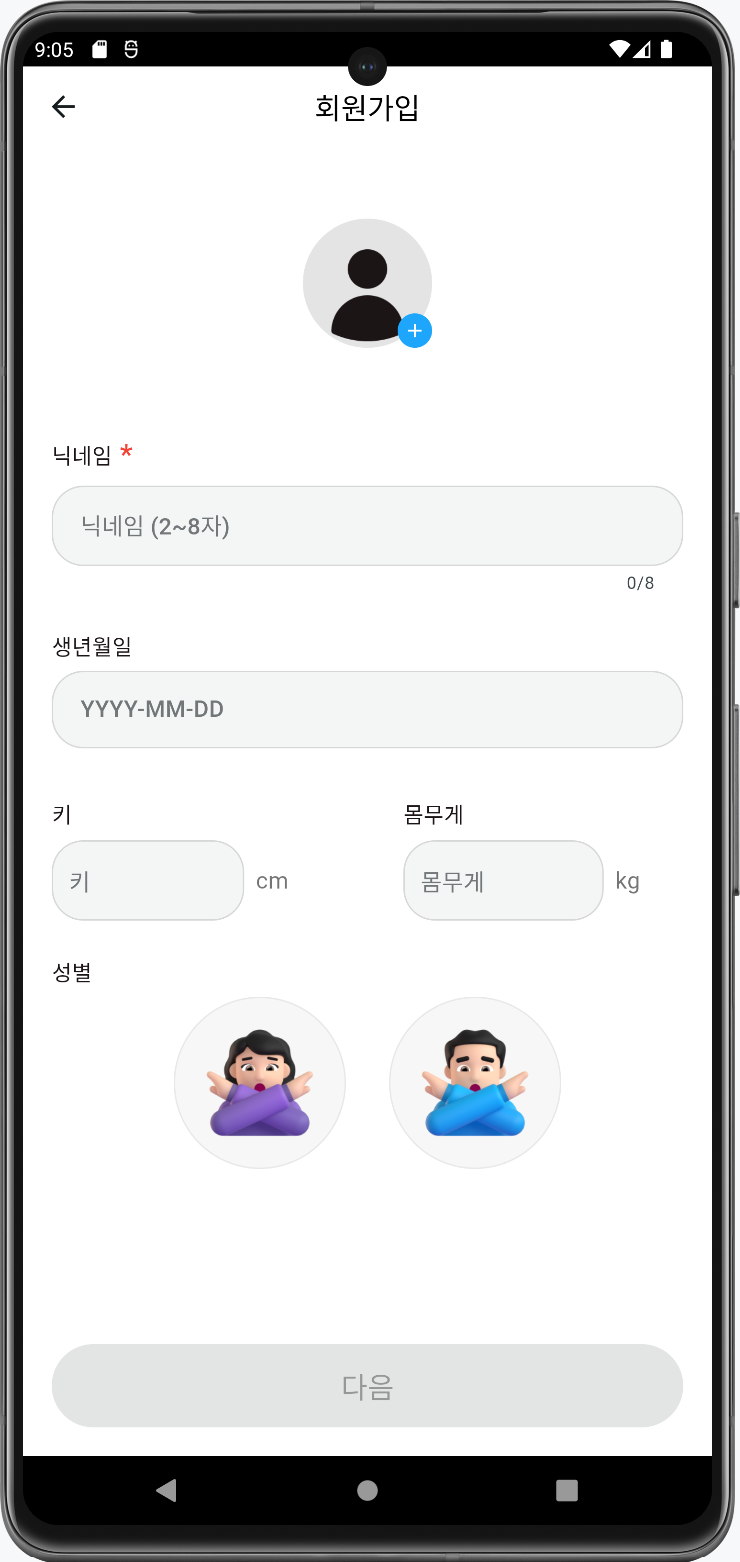 9:05
회원가입
닉네임 *
닉네임 (2~8자)
0/8
생년월일
YYYY-MM-DD
키 몸무게
키 cm 몸무게 kg
성별
다음